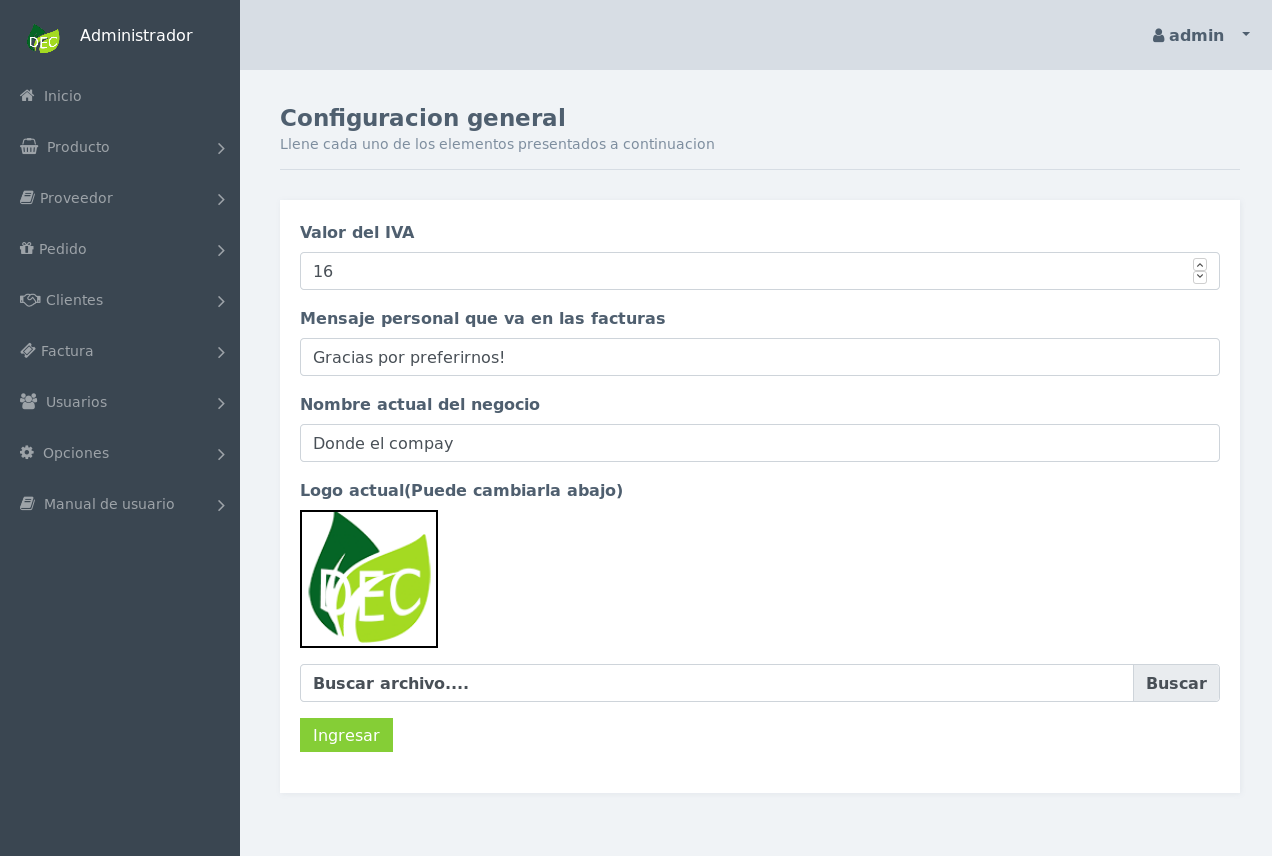 DEC
Administrador
admin
Inicio
Producto
Proveedor
Pedido
Clientes
Factura
Usuarios
Opciones
Manual de usuario
Configuracion general
Llene cada uno de los elementos presentados a continuacion
Valor del IVA
16
Mensaje personal que va en las facturas
Gracias por preferirnos!
Nombre actual del negocio
Donde el compay
Logo actual(Puede cambiarla abajo)
DEC
Buscar archivo.... Buscar
Ingresar